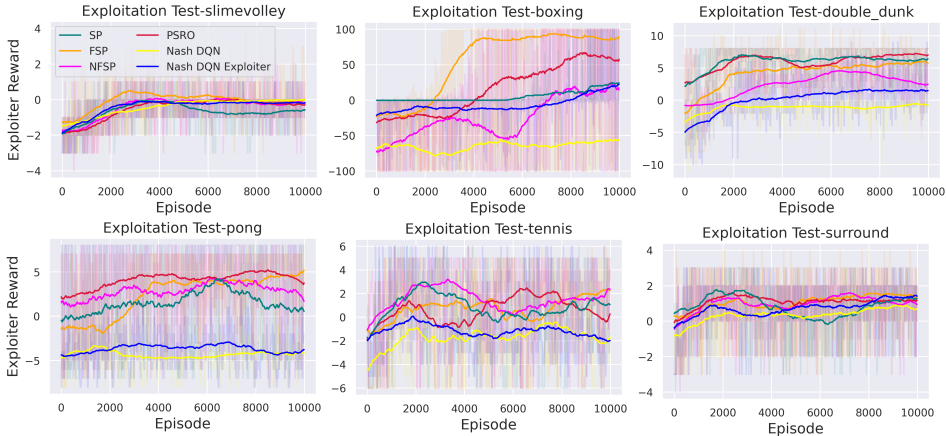 Exploitation Test-slimevolley
Exploitation Test-boxing
Exploitation Test-double_dunk
Exploiter Reward
4
2
0
−2
−4
SP
FSP
NFSP
PSRO
Nash DQN
Nash DQN Exploiter
0 2000 4000 6000 8000 10000
Episode
100
50
0
−50
−100
0 2000 4000 6000 8000 10000
Episode
10
5
0
−5
−10
0 2000 4000 6000 8000 10000
Episode
Exploitation Test-pong
Exploitation Test-tennis
Exploitation Test-surround
Exploiter Reward
5
0
−5
0 2000 4000 6000 8000 10000
Episode
6
4
2
0
−2
−4
−6
0 2000 4000 6000 8000 10000
Episode
4
2
0
−2
−4
0 2000 4000 6000 8000 10000
Episode